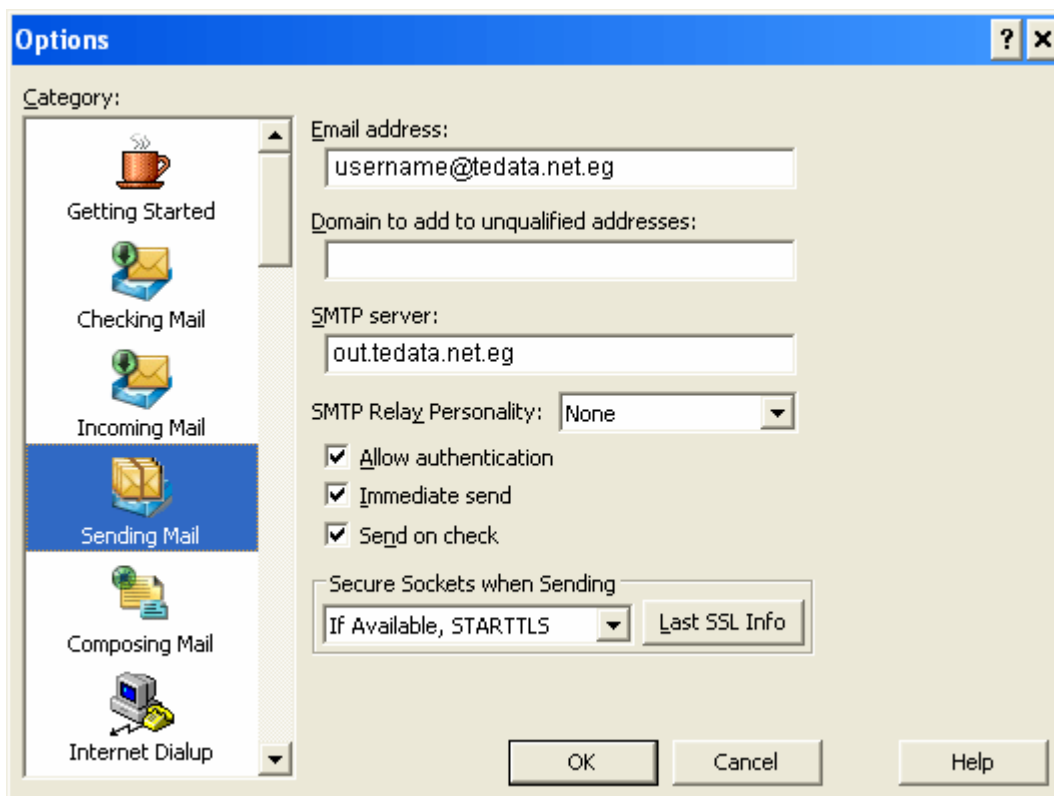 Options
Category:
Getting Started
Checking Mail
Incoming Mail
Sending Mail
Composing Mail
Internet Dialup
Email address:
username@tedata.net.eg
Domain to add to unqualified addresses:
SMTP server:
out.tedata.net.eg
SMTP Relay Personality: None
Allow authentication
Immediate send
Send on check
Secure Sockets when Sending
If Available, STARTTLS Last SSL Info
OK Cancel Help